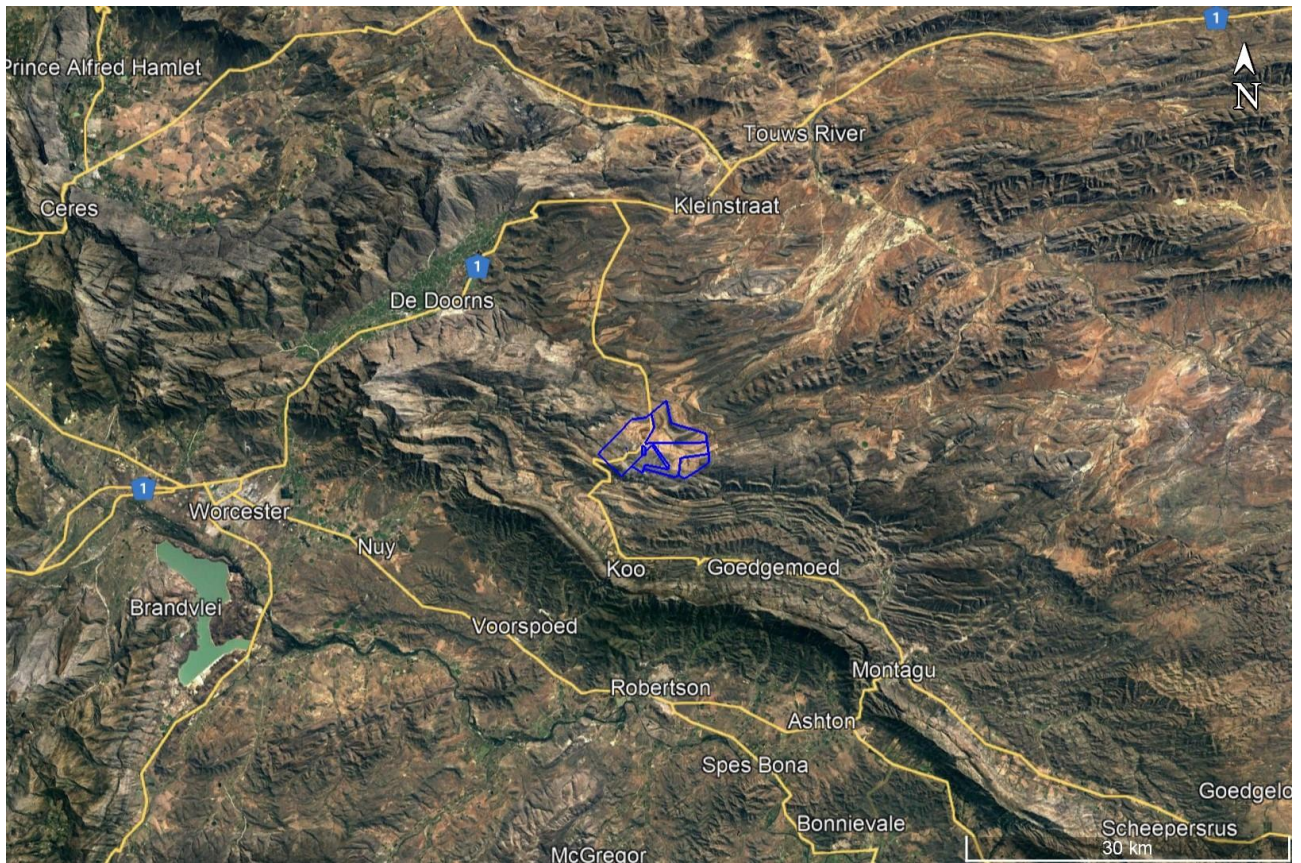 1
Prince Alfred Hamlet
N
Touws River
Ceres
Kleinstraat
1
De Doorns
1
Worcester
Nuy
Koo
Goedgemoed
Brandvlei
Voorspoed
Montagu
Robertson
Ashton
Spes Bona
Goedgelo
Bonnievale
Scheepersrus
30 km
McGregor